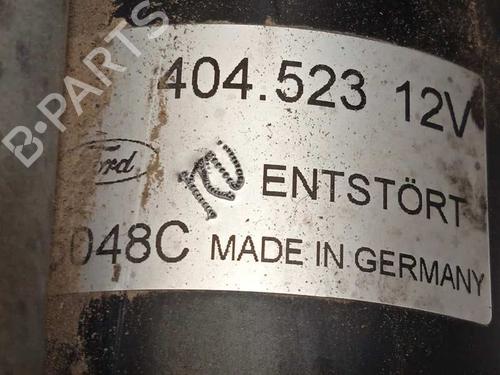 B-PARTS
404.523 12V
Ford
ENTSTÖRT
048C MADE IN GERMANY